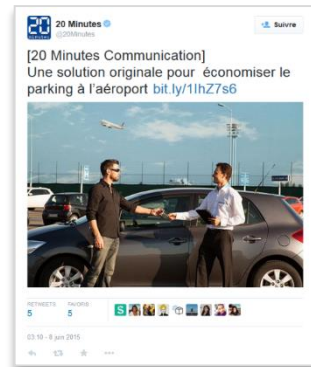 20
minutes
20 Minutes
@20Minutes
Suivre
[20 Minutes Communication]
Une solution originale pour économiser le
parking à l'aéroport bit.ly/1IhZ7s6
RETWEETS FAVORIS
5 5
S
20
03:10 - 8 juin 2015